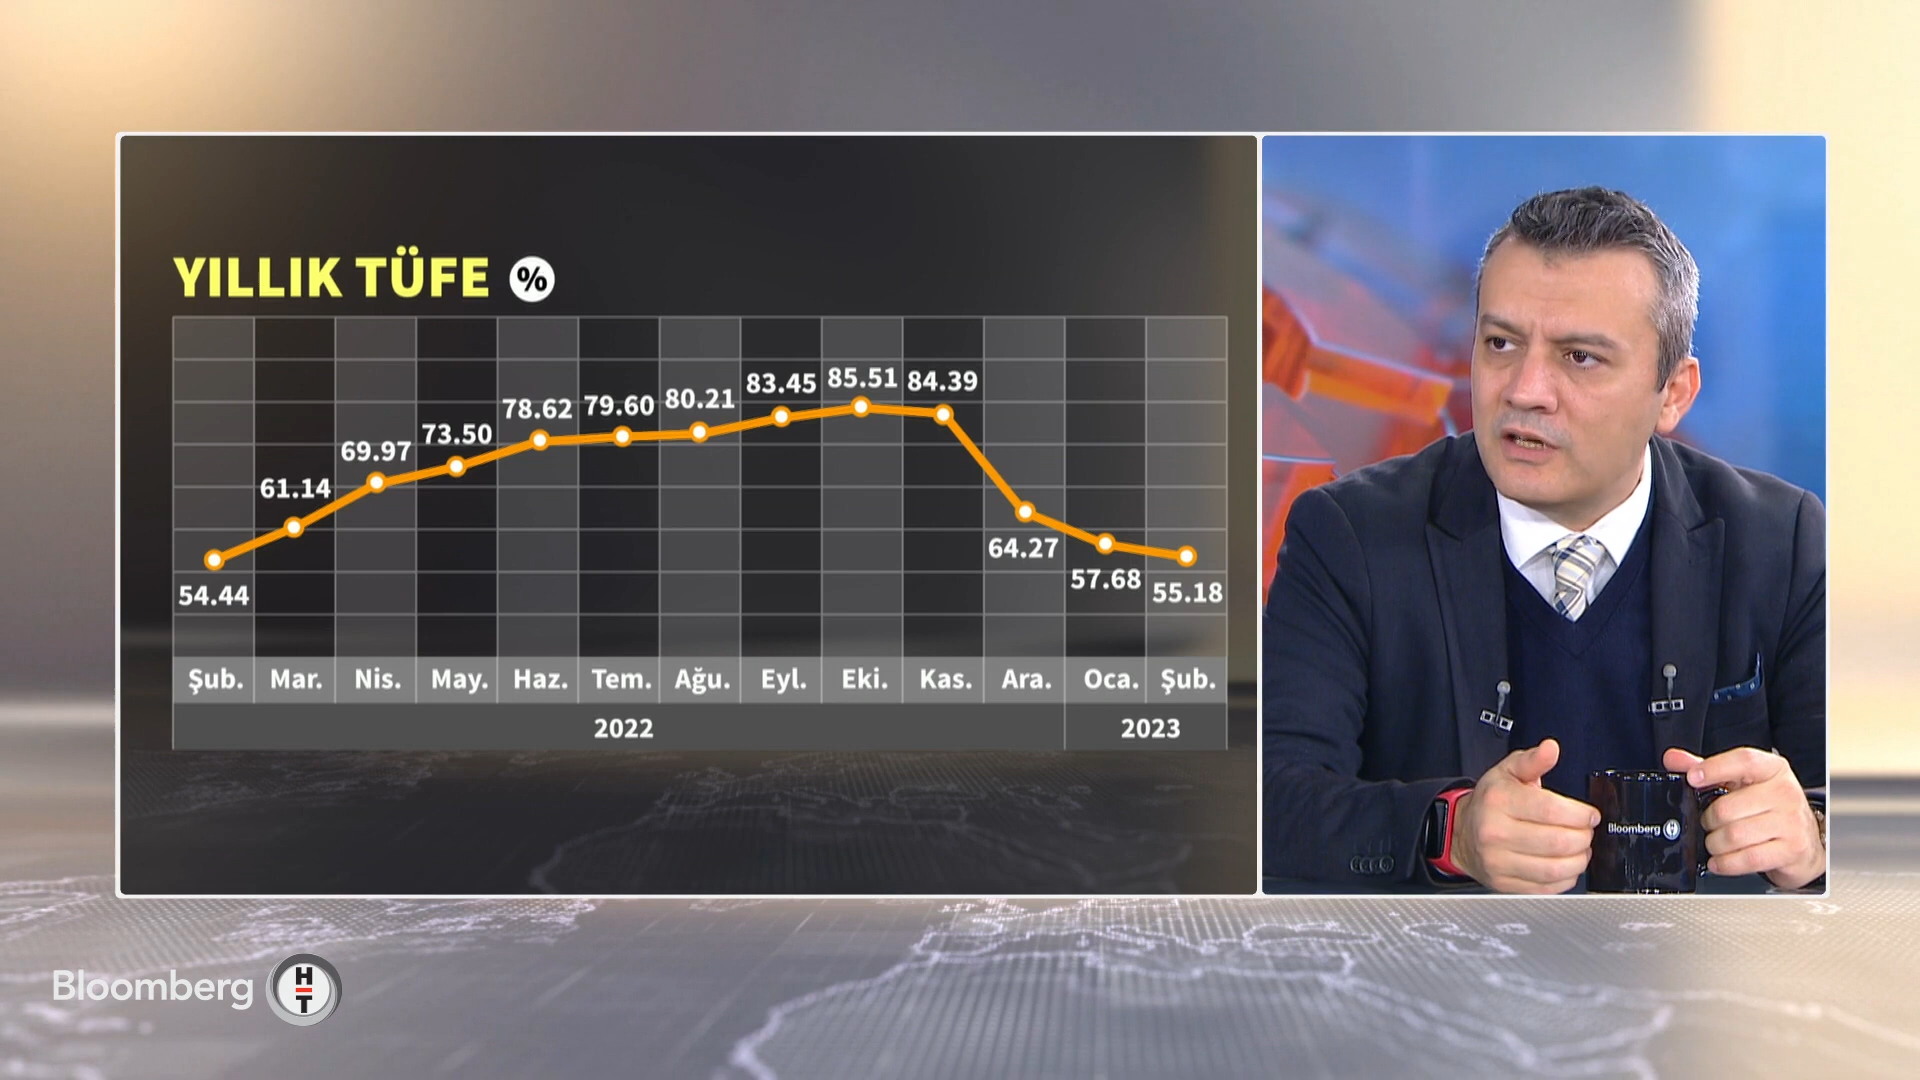 YILLIK TÜFE %
83.45 85.51 84.39
78.62 79.60 80.21
69.97 73.50
61.14
54.44
64.27
57.68
55.18
Şub. Mar. Nis. May. Haz. Tem. Ağu. Eyl. Eki. Kas. Ara. Oca. Şub.
2022 2023
Bloomberg HT
Bloomberg HT